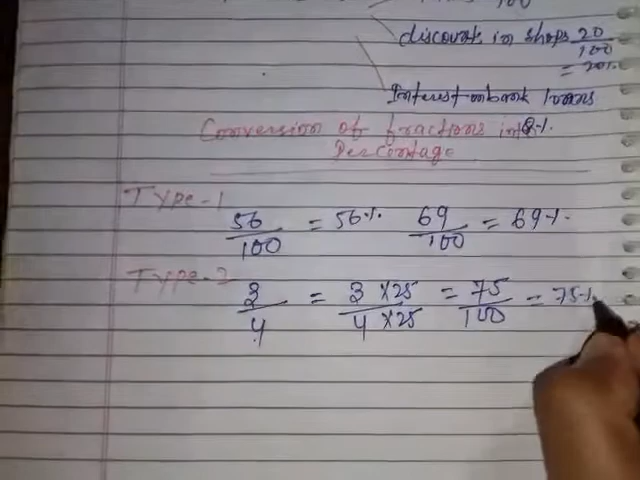 100
discount in shops 20/100
= 20%
Interest on bank loans
Conversion of fractions into %.
Percentage
Type-1
56/100 = 56% 69/100 = 69%.
Type-2
3/4 = 3 × 25/4 × 25 = 75/100 = 75%